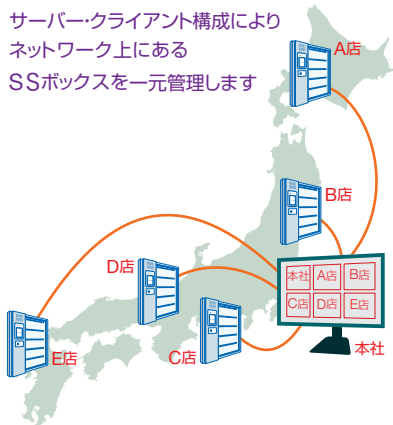 サーバー・クライアント構成により
ネットワーク上にある
SSボックスを一元管理します
A店
B店
D店
本社 A店 B店
C店 D店 E店
E店
C店
本社